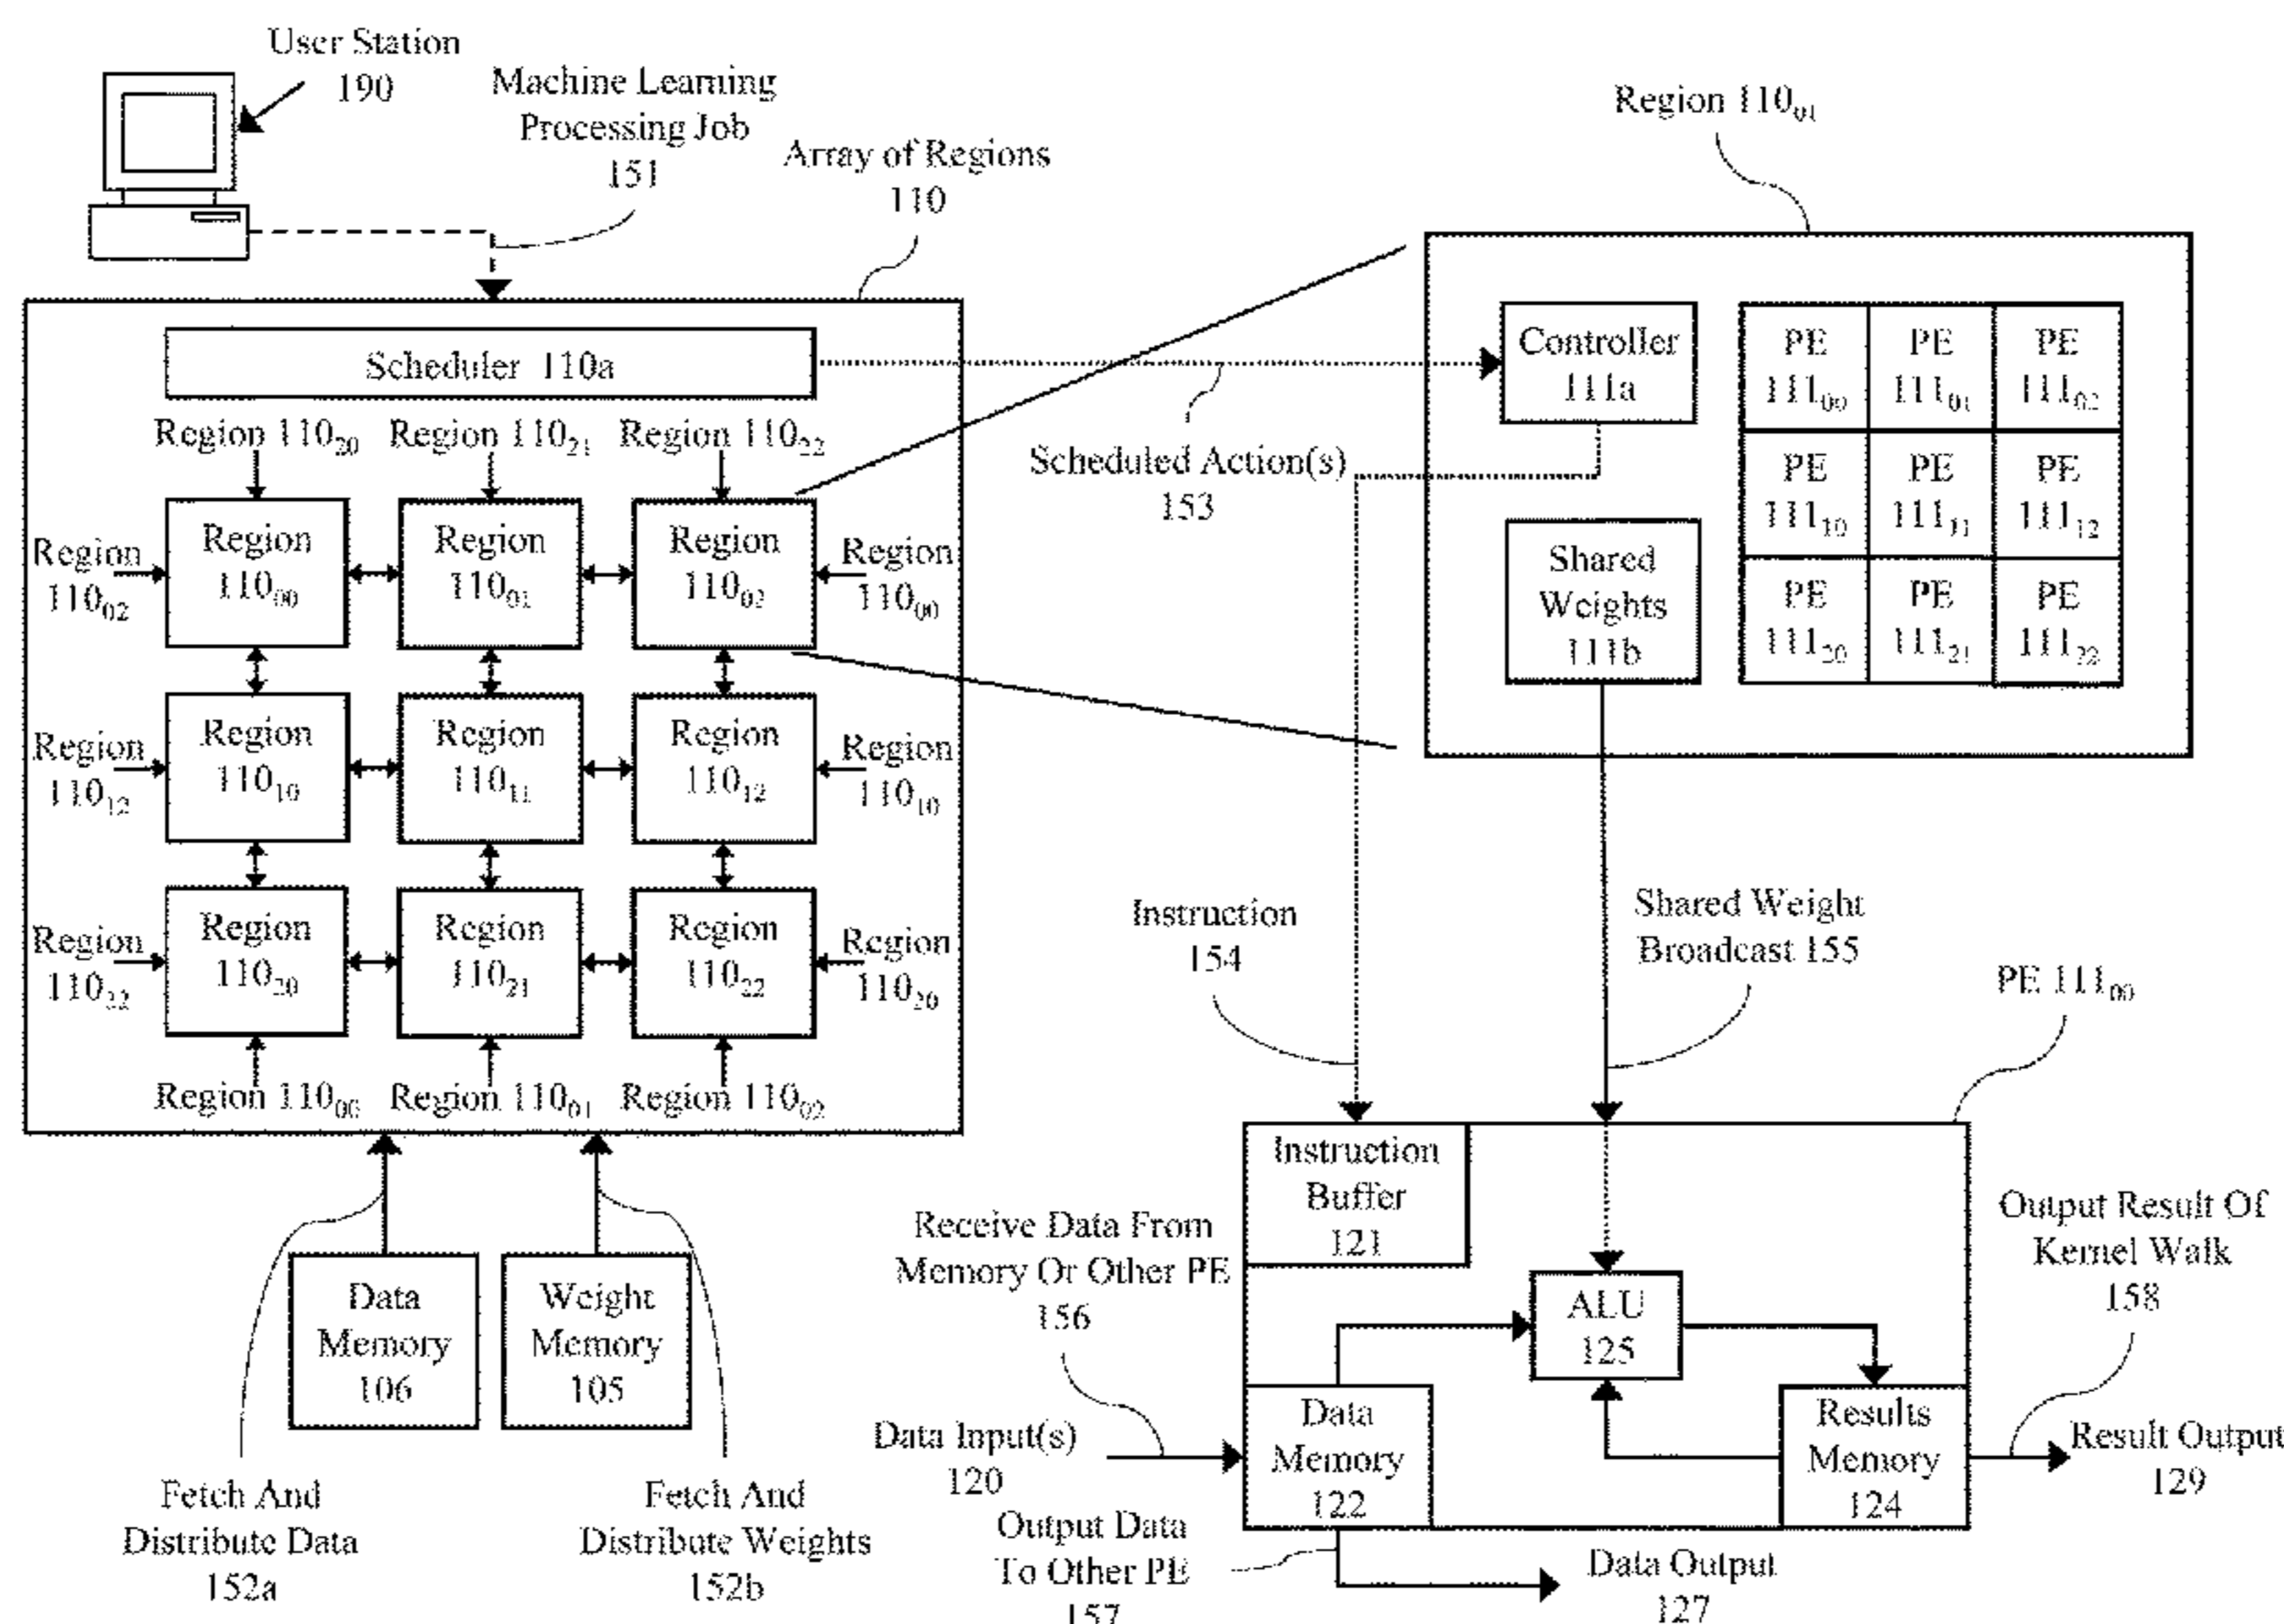 User Station
190
Machine Learning
Processing Job
151
Array of Regions
110
Region 110₀₁
Scheduler 110a
Controller
111a
PE
111₀₀
PE
111₀₁
PE
111₀₂
Region 110₂₀
Region 110₂₁
Region 110₂₂
Scheduled Action(s)
153
PE
111₁₀
PE
111₁₁
PE
111₁₂
Region
110₀₂
Region
110₀₀
Region
110₀₁
Region
110₀₂
Region
110₀₀
Shared
Weights
111b
PE
111₂₀
PE
111₂₁
PE
111₂₂
Region
110₁₂
Region
110₁₀
Region
110₁₁
Region
110₁₂
Region
110₁₀
Region
110₂₂
Region
110₂₀
Region
110₂₁
Region
110₂₂
Region
110₂₀
Instruction
154
Shared Weight
Broadcast 155
PE 111₀₀
Region 110₀₀
Region 110₀₁
Region 110₀₂
Instruction
Buffer
121
Receive Data From
Memory Or Other PE
156
Output Result Of
Kernel Walk
158
Data
Memory
106
Weight
Memory
105
ALU
125
Data Input(s)
120
Data
Memory
122
Results
Memory
124
Result Output
129
Fetch And
Distribute Data
152a
Fetch And
Distribute Weights
152b
Output Data
To Other PE
157
Data Output
127